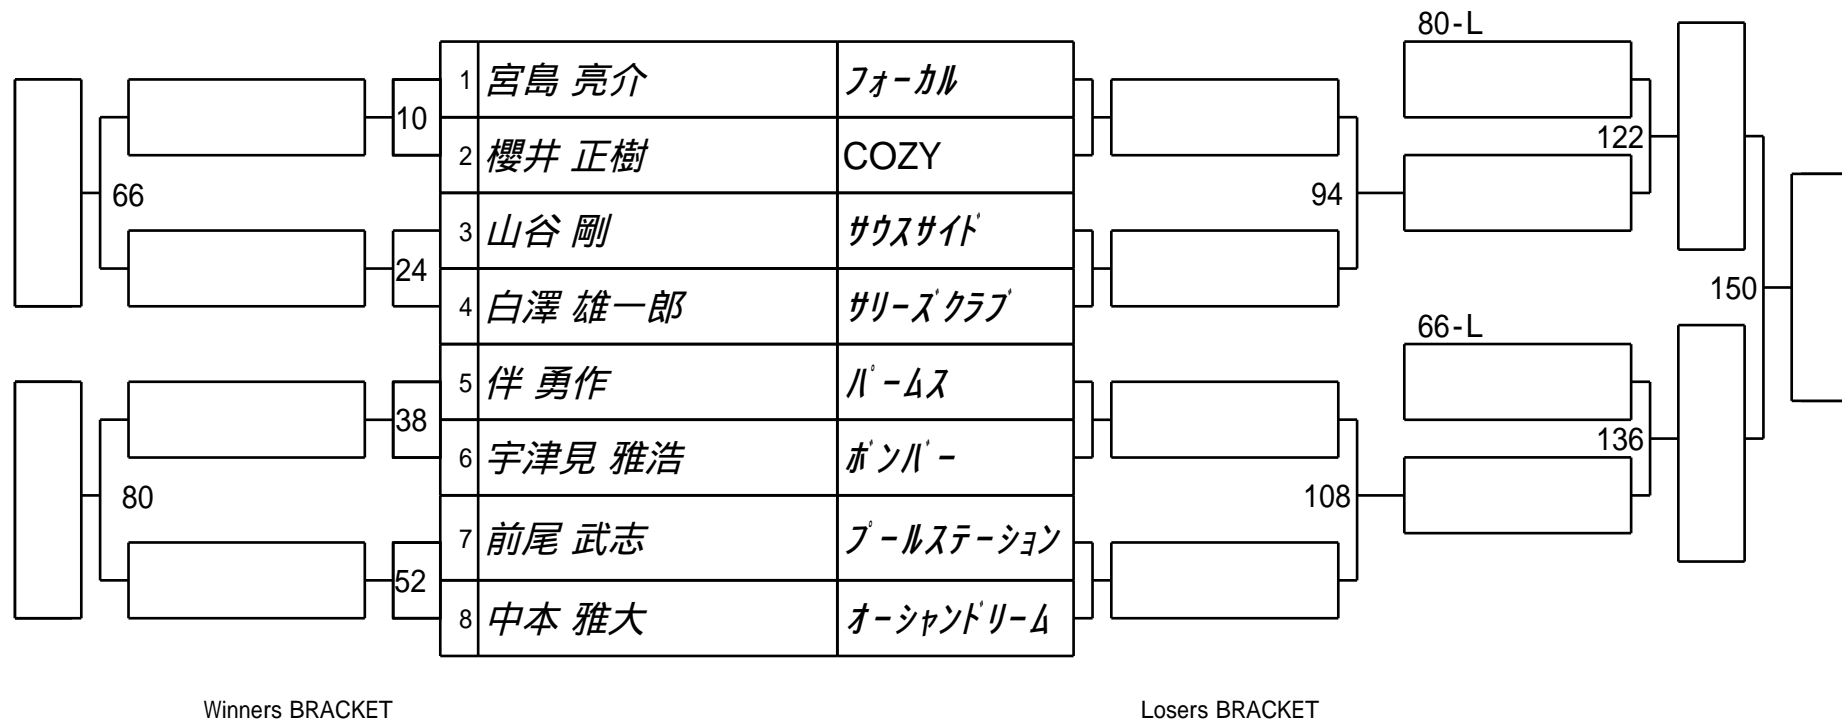 80-L
1 宮島 亮介 フォーカル
10
2 櫻井 正樹 COZY
122
66
94
3 山谷 剛 サウスサイド
24
4 白澤 雄一郎 サリーズクラブ
150
66-L
5 伴 勇作 パームス
38
6 宇津見 雅浩 ボンバー
136
80
108
7 前尾 武志 プールステーション
52
8 中本 雅大 オーシャンドリーム
Winners BRACKET
Losers BRACKET